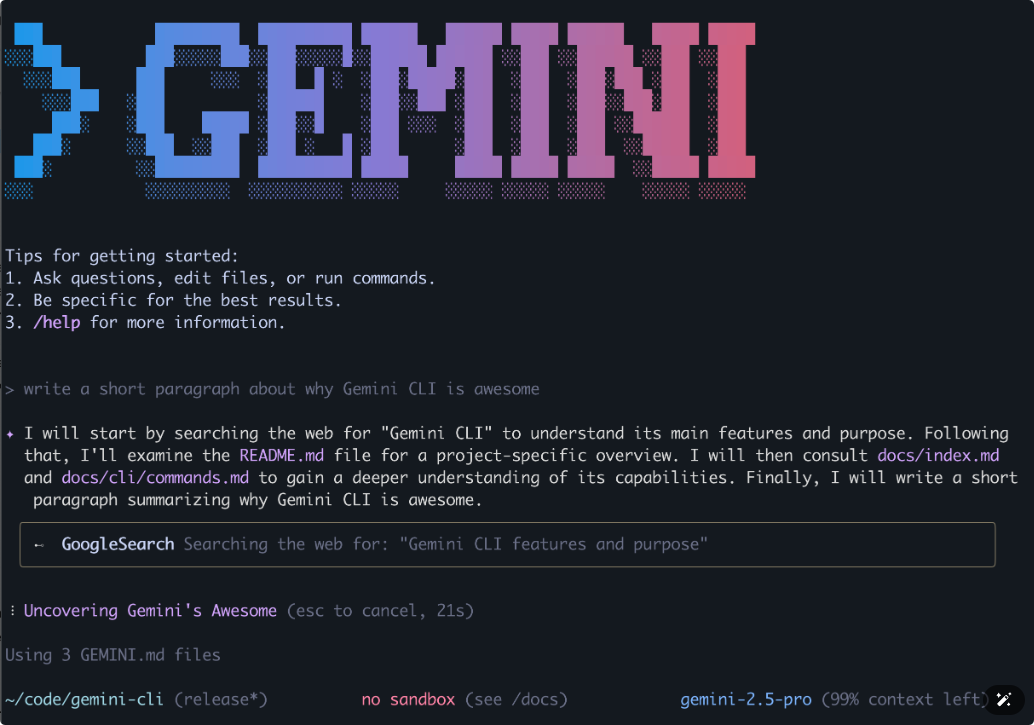 > GEMINI
Tips for getting started:
1. Ask questions, edit files, or run commands.
2. Be specific for the best results.
3. /help for more information.
> write a short paragraph about why Gemini CLI is awesome
✦ I will start by searching the web for "Gemini CLI" to understand its main features and purpose. Following
that, I'll examine the README.md file for a project-specific overview. I will then consult docs/index.md
and docs/cli/commands.md to gain a deeper understanding of its capabilities. Finally, I will write a short
paragraph summarizing why Gemini CLI is awesome.
GoogleSearch Searching the web for: "Gemini CLI features and purpose"
Uncovering Gemini's Awesome (esc to cancel, 21s)
Using 3 GEMINI.md files
~/code/gemini-cli (release*) no sandbox (see /docs) gemini-2.5-pro (99% context left)